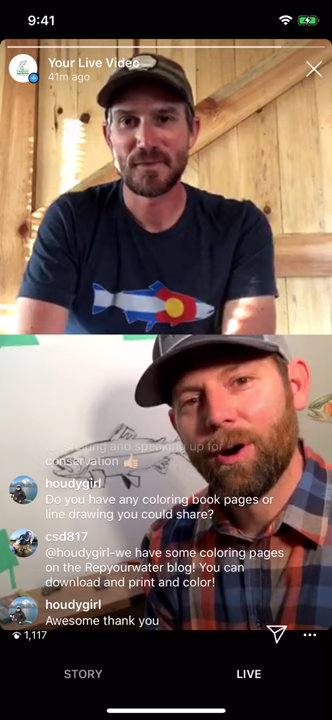 9:41
Your Live Video
41m ago
and speaking up for
conservation 👍🏼
houdygirl
Do you have any coloring book pages or
line drawing you could share?
csd817
@houdygirl-we have some coloring pages
on the Repyourwater blog! You can
download and print and color!
houdygirl
Awesome thank you
1,117
STORY
LIVE